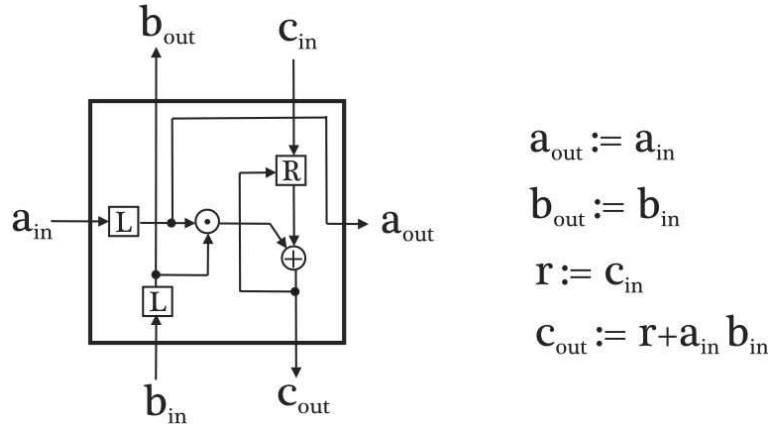 b_out
c_in
R
a_in
L
a_out
L
b_in
c_out
a_out := a_in
b_out := b_in
r := c_in
c_out := r+a_in b_in